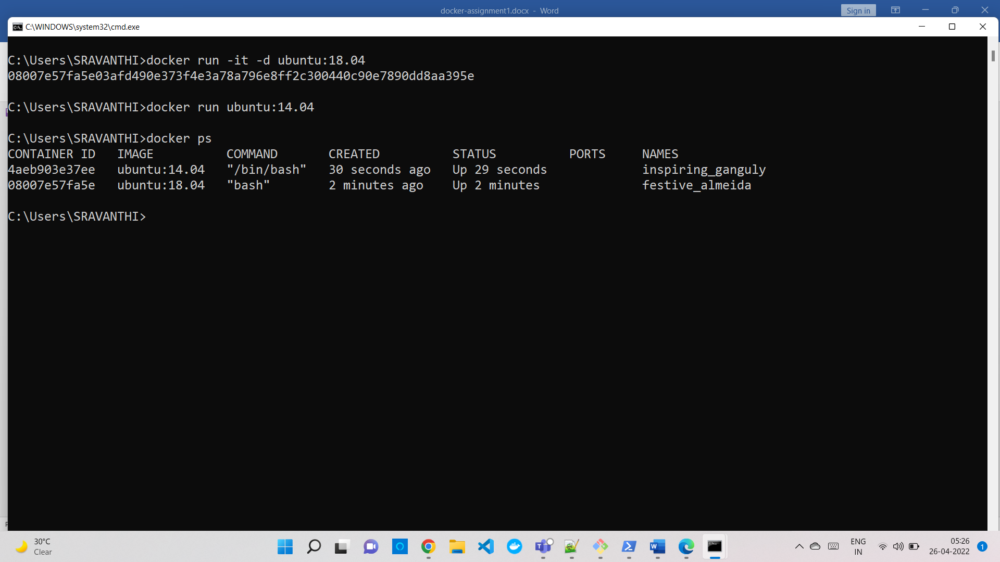 docker-assignment1.docx - Word
Sign in
C:\WINDOWS\system32\cmd.exe
C:\Users\SRAVANTHI>docker run -it -d ubuntu:18.04
08007e57fa5e03afd490e373f4e3a78a796e8ff2c300440c90e7890dd8aa395e
C:\Users\SRAVANTHI>docker run ubuntu:14.04
C:\Users\SRAVANTHI>docker ps
CONTAINER ID IMAGE COMMAND CREATED STATUS PORTS NAMES
4aeb903e37ee ubuntu:14.04 "/bin/bash" 30 seconds ago Up 29 seconds inspiring_ganguly
08007e57fa5e ubuntu:18.04 "bash" 2 minutes ago Up 2 minutes festive_almeida
C:\Users\SRAVANTHI>
30°C
Clear
ENG
IN
05:26
26-04-2022
1